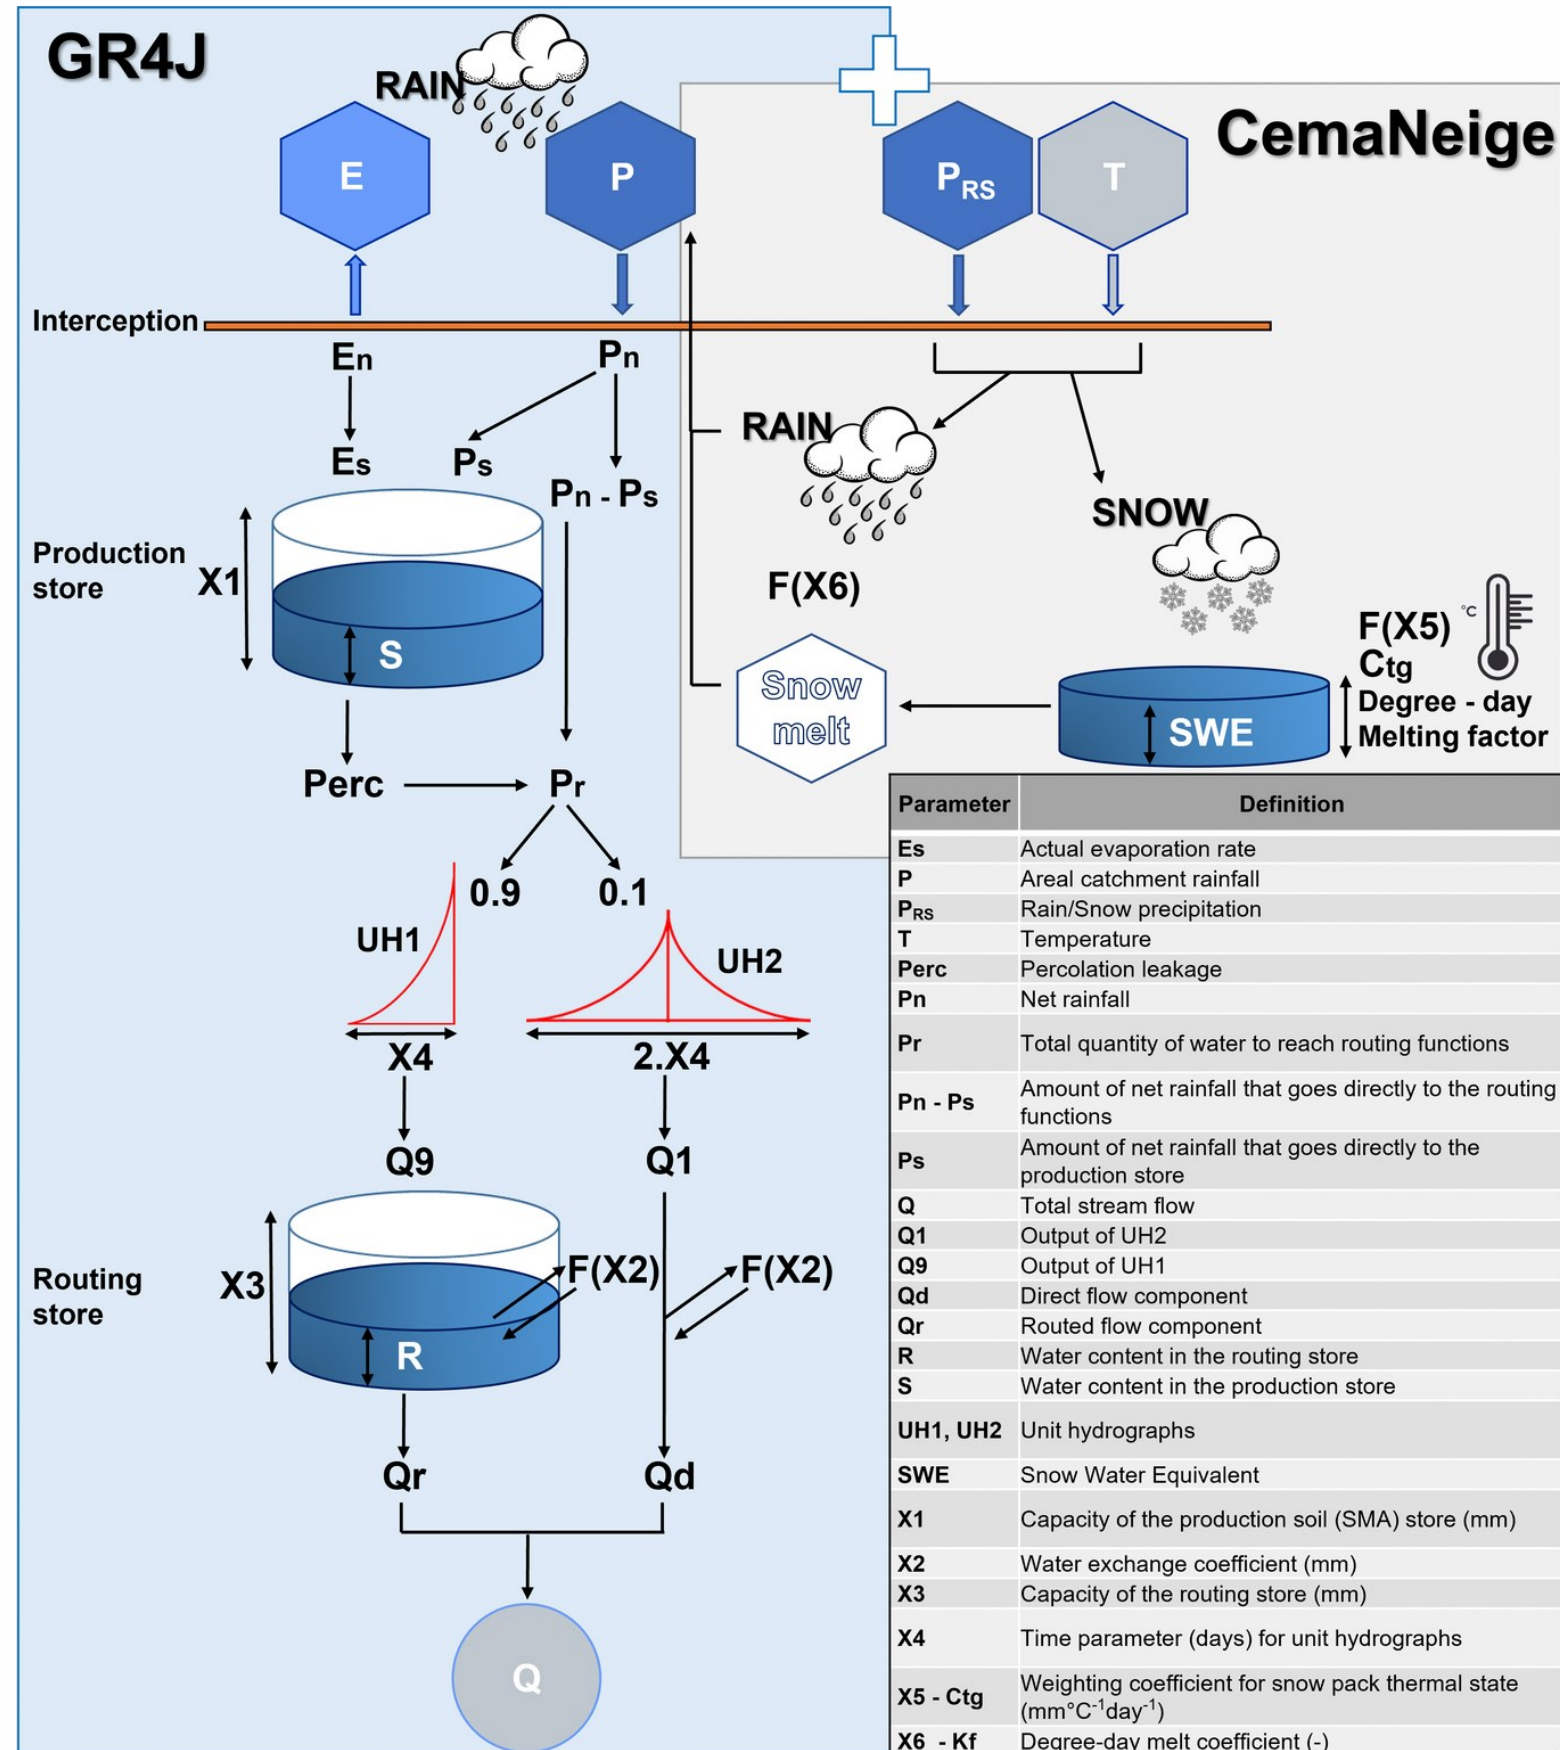 GR4J
RAIN
CemaNeige
E
P
P_RS
T
Interception
En
Pn
Es
Ps
Pn - Ps
RAIN
SNOW
Production
store
X1
S
F(X6)
Snow
melt
SWE
°C
F(X5)
Ctg
Degree - day
Melting factor
Perc
Pr
0.9
0.1
UH1
UH2
X4
2.X4
Q9
Q1
Routing
store
X3
R
F(X2)
F(X2)
Qr
Qd
Q
Parameter Definition
Es Actual evaporation rate
P Areal catchment rainfall
P_RS Rain/Snow precipitation
T Temperature
Perc Percolation leakage
Pn Net rainfall
Pr Total quantity of water to reach routing functions
Pn - Ps Amount of net rainfall that goes directly to the routing
functions
Ps Amount of net rainfall that goes directly to the
production store
Q Total stream flow
Q1 Output of UH2
Q9 Output of UH1
Qd Direct flow component
Qr Routed flow component
R Water content in the routing store
S Water content in the production store
UH1, UH2 Unit hydrographs
SWE Snow Water Equivalent
X1 Capacity of the production soil (SMA) store (mm)
X2 Water exchange coefficient (mm)
X3 Capacity of the routing store (mm)
X4 Time parameter (days) for unit hydrographs
X5 - Ctg Weighting coefficient for snow pack thermal state
(mm°C⁻¹day⁻¹)
X6 - Kf Degree-day melt coefficient (-)